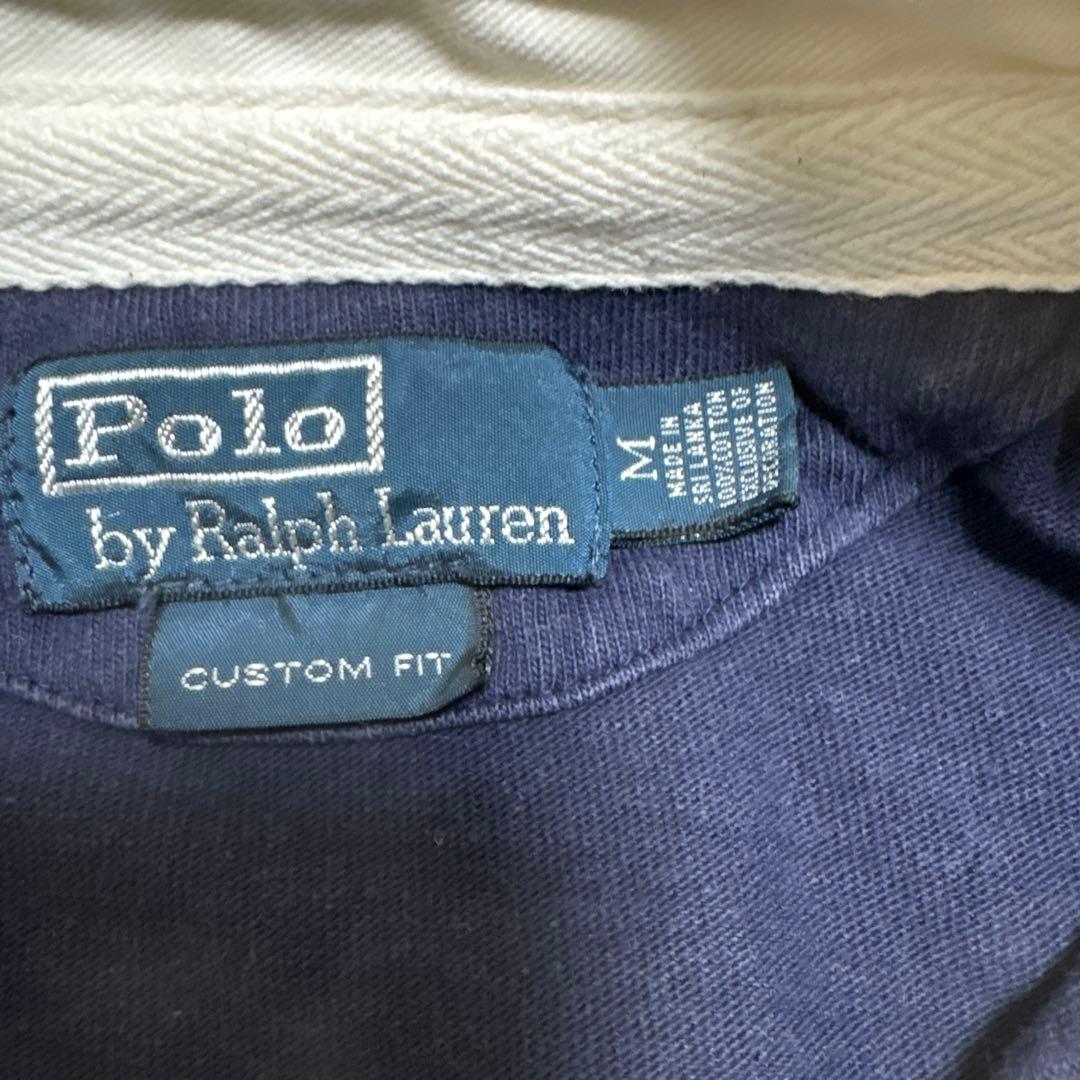 Polo
by Ralph Lauren
M
MADE IN
SRI LANKA
100% COTTON
EXCLUSIVE OF
DECORATION
CUSTOM FIT